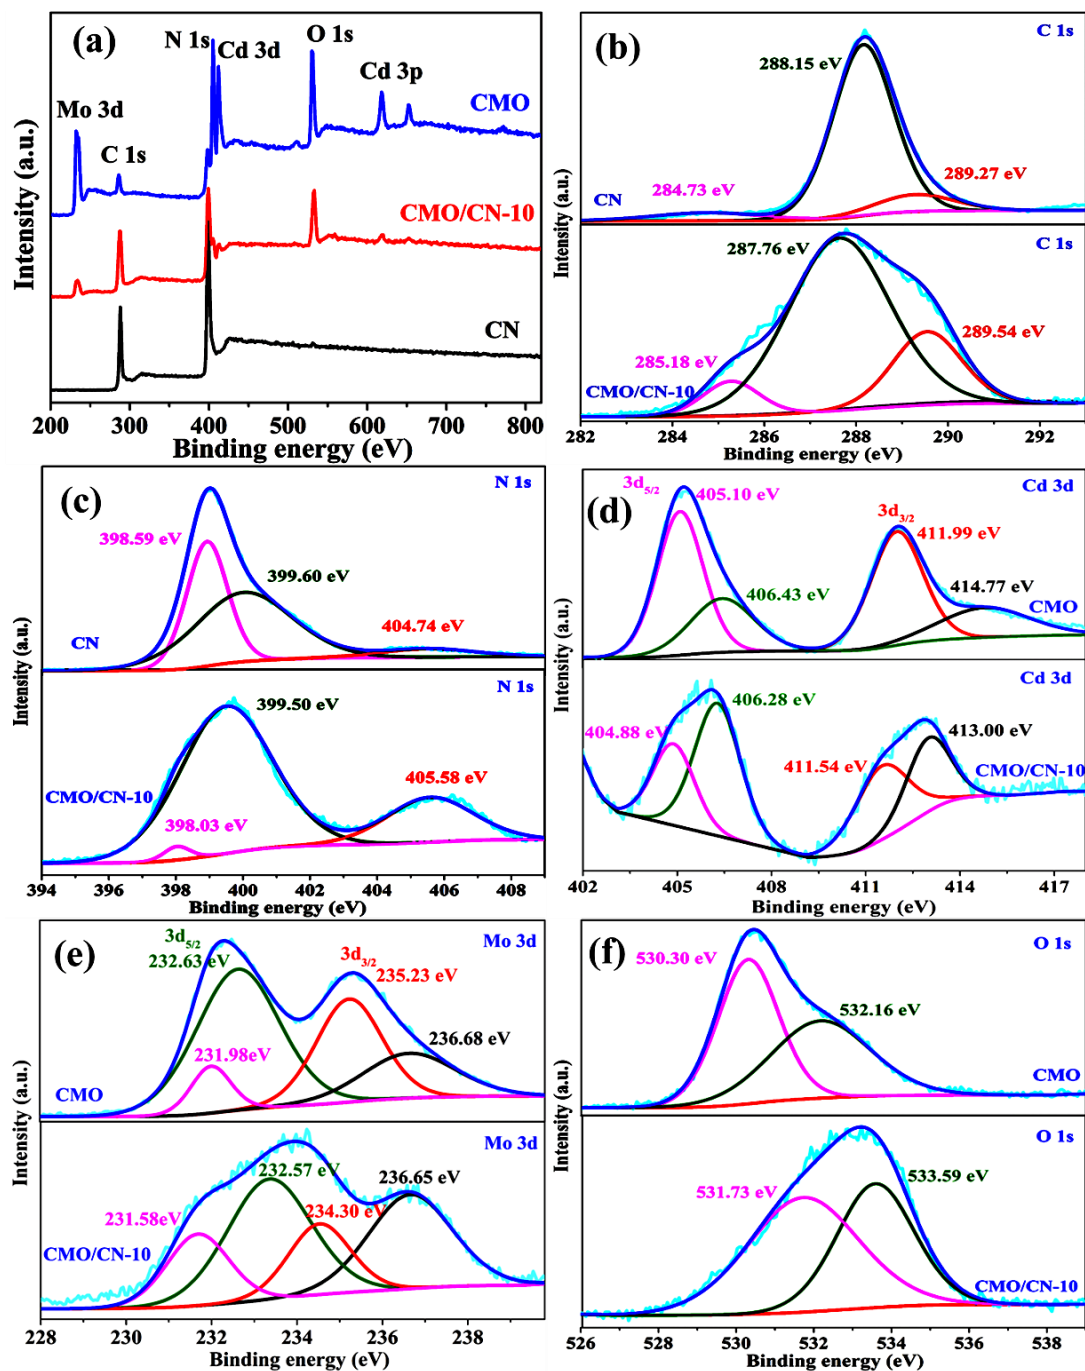 (a)
N 1s
Cd 3d
O 1s
Cd 3p
Mo 3d
C 1s
CMO
CMO/CN-10
CN
Intensity (a.u.)
200 300 400 500 600 700 800
Binding energy (eV)
(b)
C 1s
288.15 eV
289.27 eV
284.73 eV
CN
C 1s
287.76 eV
289.54 eV
285.18 eV
CMO/CN-10
Intensity (a.u.)
282 284 286 288 290 292
Binding energy (eV)
(c)
N 1s
398.59 eV
399.60 eV
404.74 eV
CN
N 1s
399.50 eV
405.58 eV
CMO/CN-10
398.03 eV
Intensity (a.u.)
394 396 398 400 402 404 406 408
Binding energy (eV)
(d)
Cd 3d
3d5/2
405.10 eV
3d3/2
411.99 eV
406.43 eV
414.77 eV
CMO
Cd 3d
406.28 eV
404.88 eV
413.00 eV
411.54 eV
CMO/CN-10
Intensity (a.u.)
402 405 408 411 414 417
Binding energy (eV)
(e)
Mo 3d
3d5/2
232.63 eV
3d3/2
235.23 eV
236.68 eV
231.98eV
CMO
Mo 3d
232.57 eV
236.65 eV
231.58eV
234.30 eV
CMO/CN-10
Intensity (a.u.)
228 230 232 234 236 238
Binding energy (eV)
(f)
O 1s
530.30 eV
532.16 eV
CMO
O 1s
533.59 eV
531.73 eV
CMO/CN-10
Intensity (a.u.)
526 528 530 532 534 536 538
Binding energy (eV)